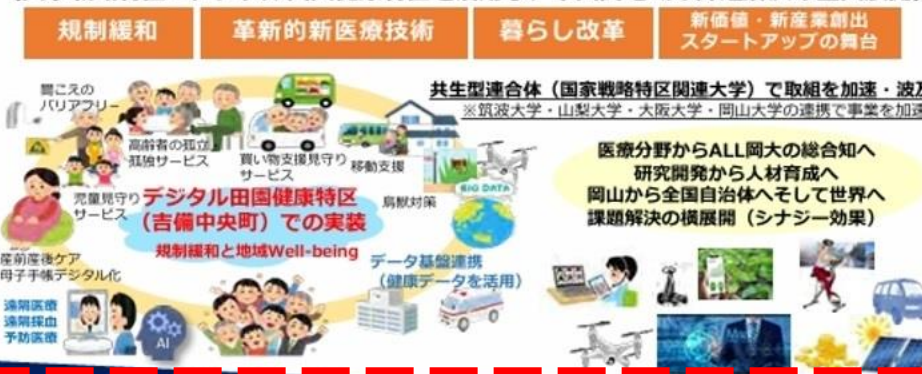 規制緩和
革新的新医療技術
暮らし改革
新価値・新産業創出
スタートアップの舞台
聞こえの
バリアフリー
共生型連合体（国家戦略特区関連大学）で取組を加速・波及
※筑波大学・山梨大学・大阪大学・岡山大学の連携で事業を加速
高齢者の孤立
孤独サービス
買い物支援見守り
サービス
移動支援
鳥獣対策
BIG DATA
児童見守り
サービス
デジタル田園健康特区
（吉備中央町）での実装
規制緩和と地域Well-being
医療分野からALL岡大の総合知へ
研究開発から人材育成へ
岡山から全国自治体へそして世界へ
課題解決の横展開（シナジー効果）
産前産後ケア
母子手帳デジタル化
データ基盤連携
（健康データを活用）
遠隔医療
遠隔採血
予防医療
AI